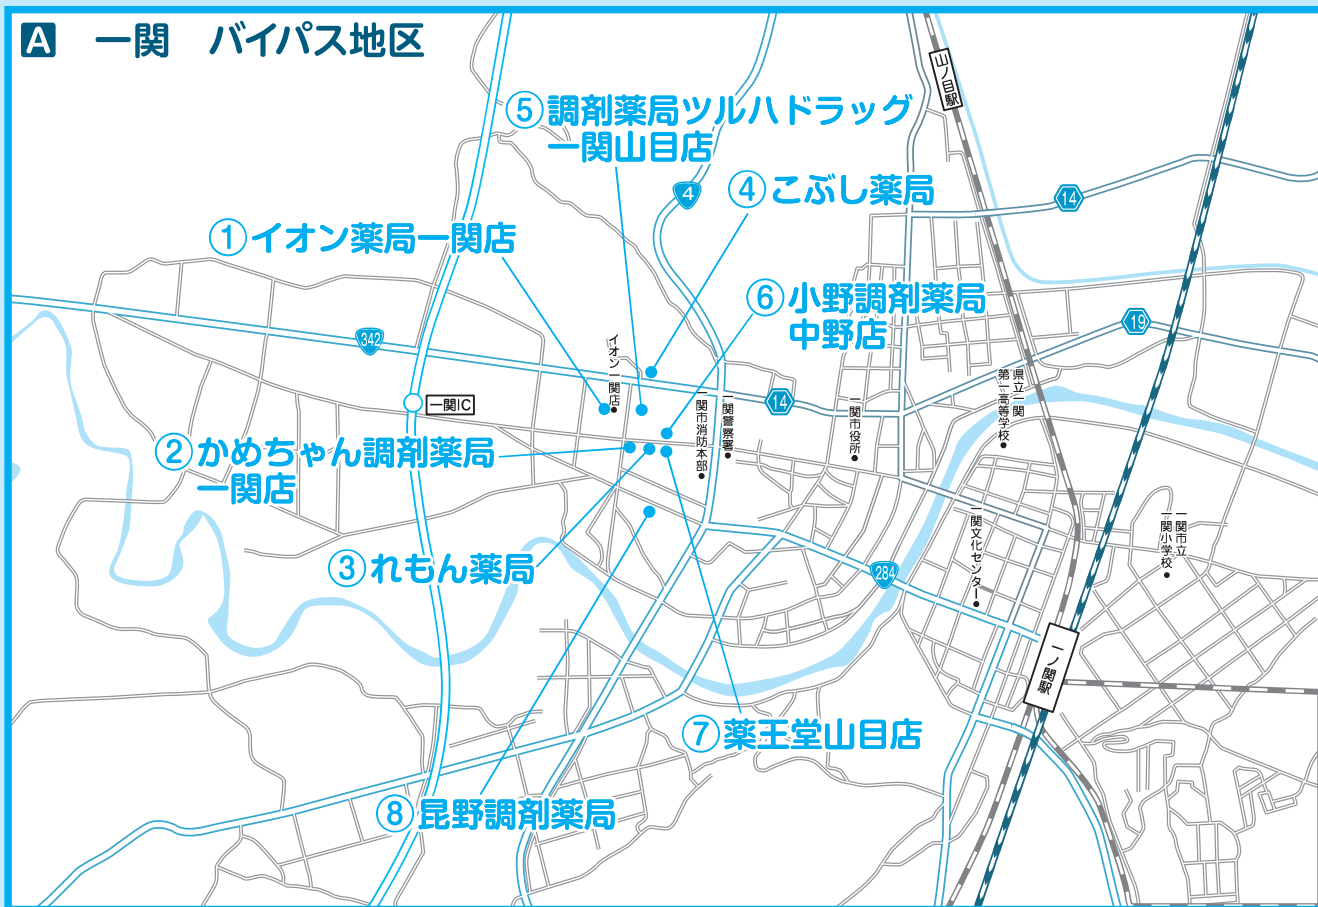 A 一関 バイパス地区
山ノ目駅
⑤調剤薬局ツルハドラッグ
一関山目店
4
④こぶし薬局
14
①イオン薬局一関店
⑥小野調剤薬局
中野店
342
19
イオン一関店
一関IC
14
県立一関
第一高等学校
一関市消防本部
一関警察署
一関市役所
②かめちゃん調剤薬局
一関店
一関文化センター
一関市立
一関小学校
③れもん薬局
284
一ノ関駅
⑦薬王堂山目店
⑧昆野調剤薬局